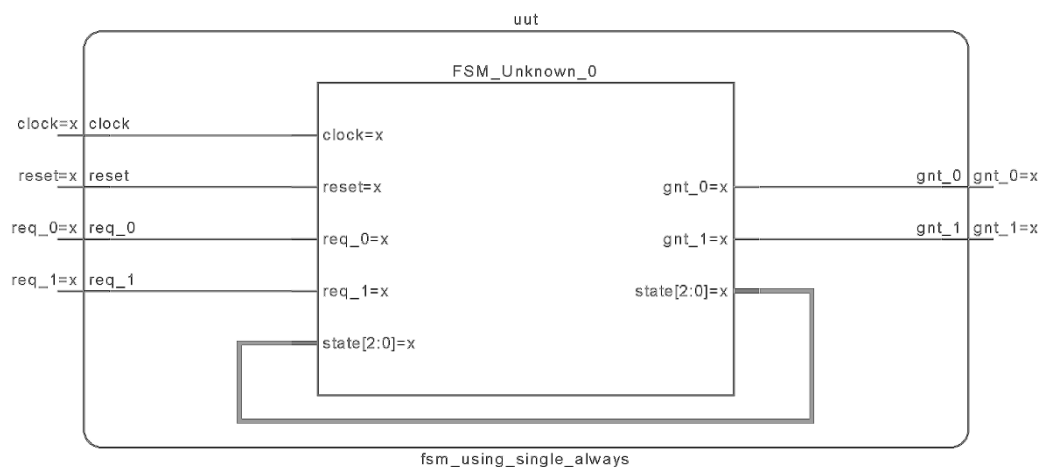 uut
FSM_Unknown_0
clock=x clock
clock=x
reset=x reset
reset=x
gnt_0=x
gnt_0 gnt_0=x
req_0=x req_0
req_0=x
gnt_1=x
gnt_1 gnt_1=x
req_1=x req_1
req_1=x
state[2:0]=x
state[2:0]=x
fsm_using_single_always